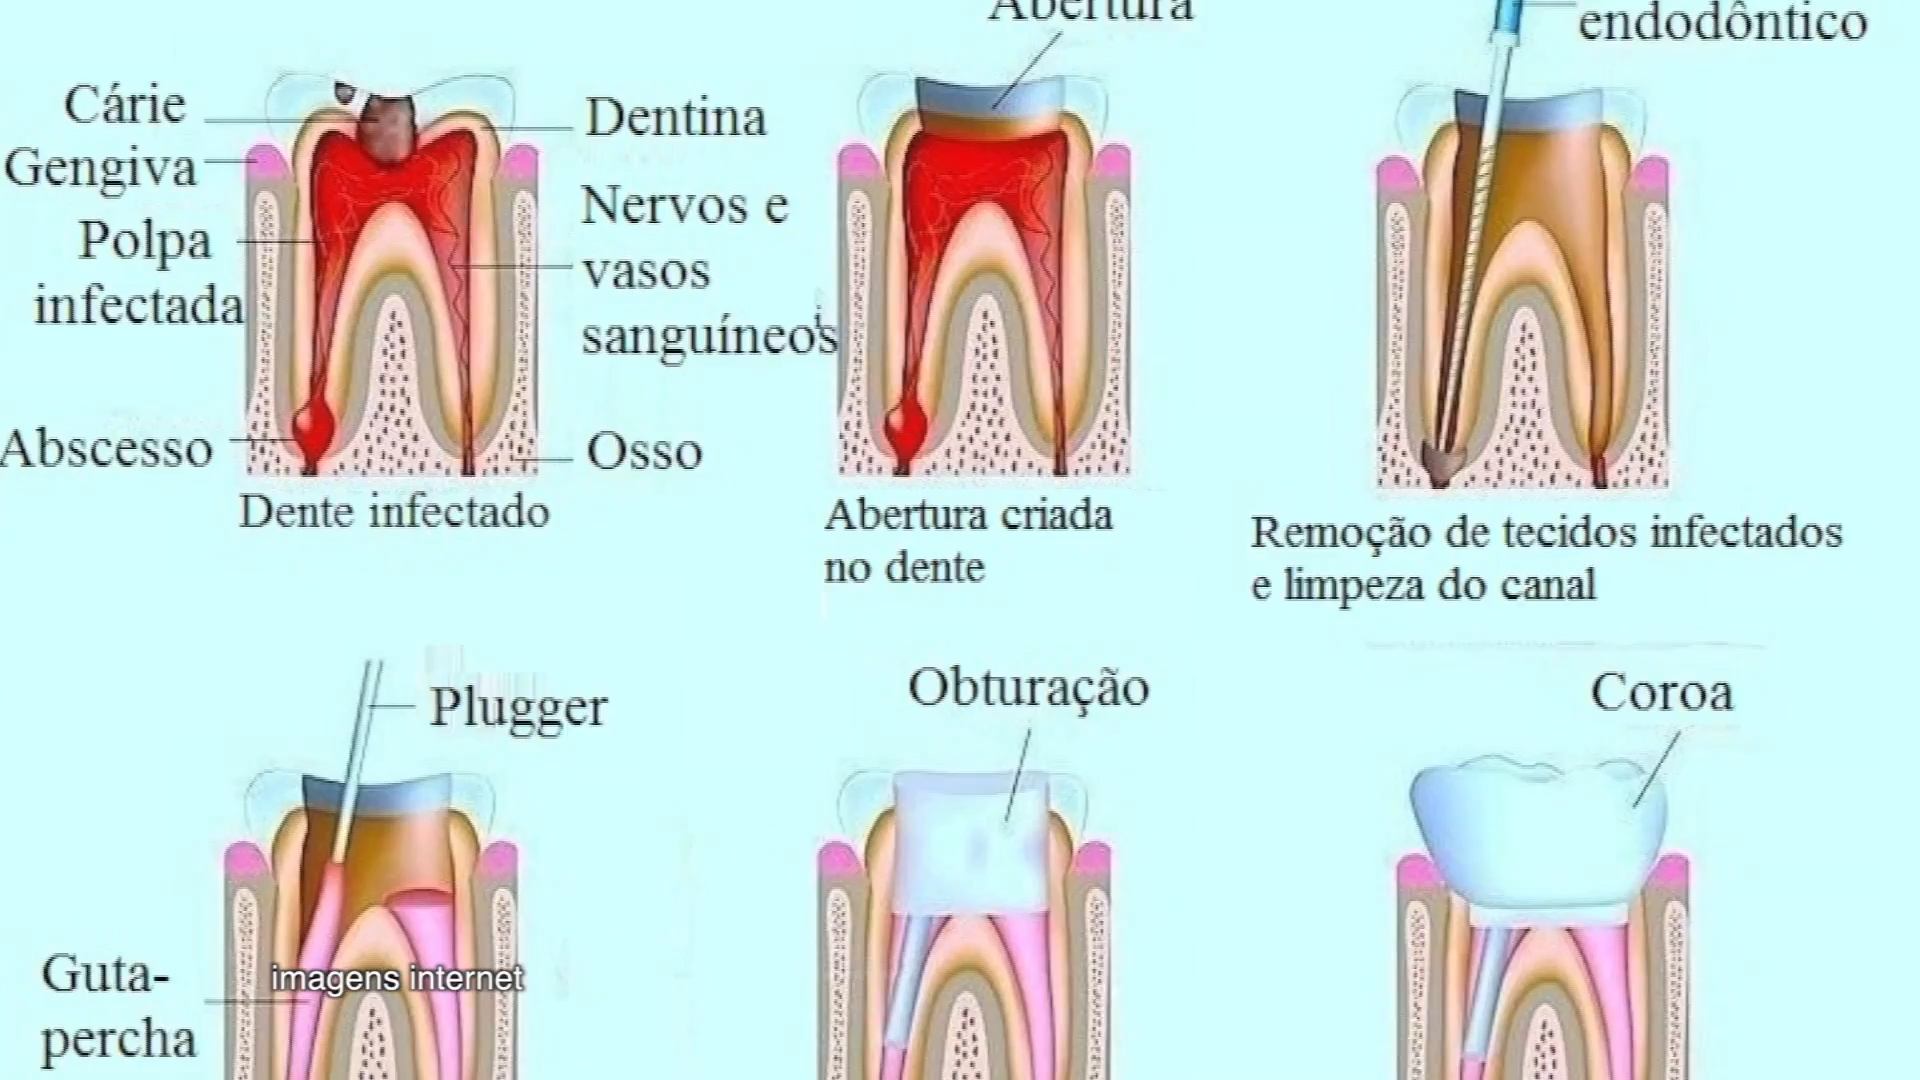 Abertura
endodôntico
Cárie
Dentina
Gengiva
Nervos e
vasos
sanguíneos
Polpa
infectada
Abscesso
Osso
Dente infectado
Abertura criada
no dente
Remoção de tecidos infectados
e limpeza do canal
Plugger
Obturação
Coroa
Guta-
percha
imagens internet